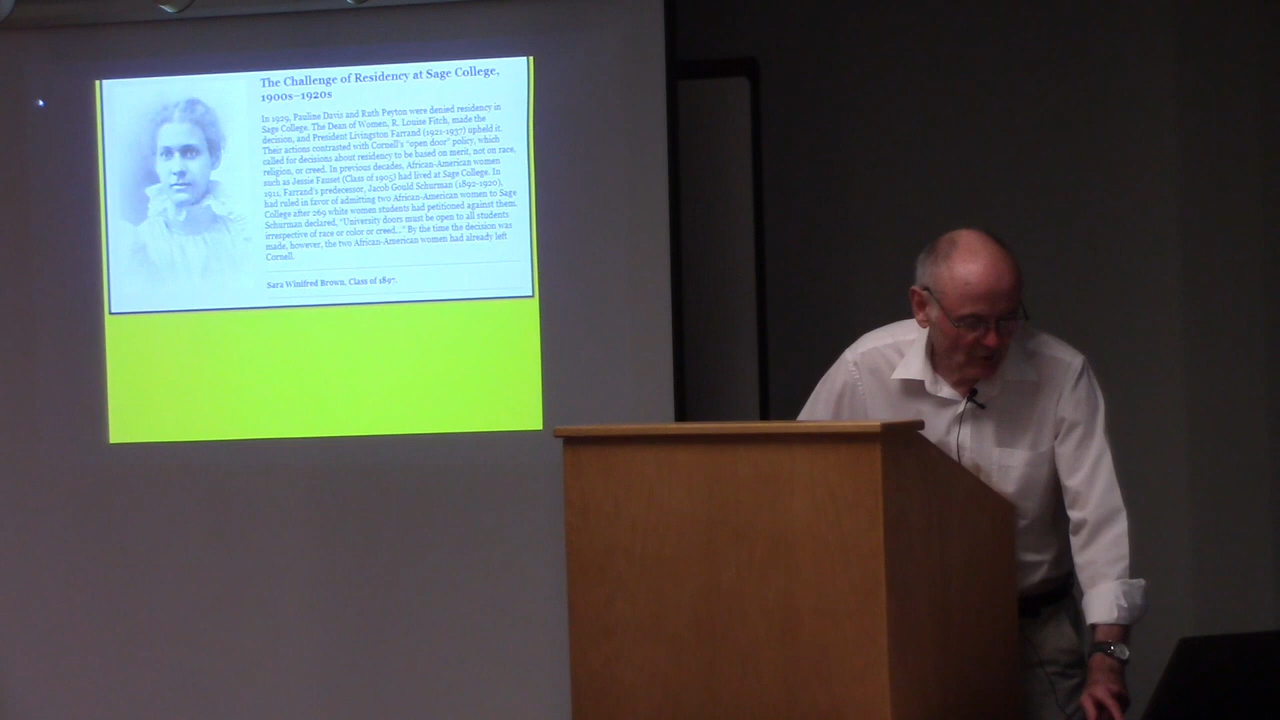 The Challenge of Residency at Sage College,
1900s–1920s
In 1929, Pauline Davis and Ruth Peyton were denied residency in
Sage College. The Dean of Women, R. Louise Fitch, made the
decision, and President Livingston Farrand (1921-1937) upheld it.
Their actions contrasted with Cornell's "open door" policy, which
called for decisions about residency to be based on merit, not on race,
religion, or creed. In previous decades, African-American women
such as Jessie Fauset (Class of 1905) had lived at Sage College. In
1911, Farrand's predecessor, Jacob Gould Schurman (1892-1920),
had ruled in favor of admitting two African-American women to Sage
College after 269 white women students had petitioned against them.
Schurman declared, "University doors must be open to all students
irrespective of race or color or creed..." By the time the decision was
made, however, the two African-American women had already left
Cornell.
Sara Winifred Brown, Class of 1897.